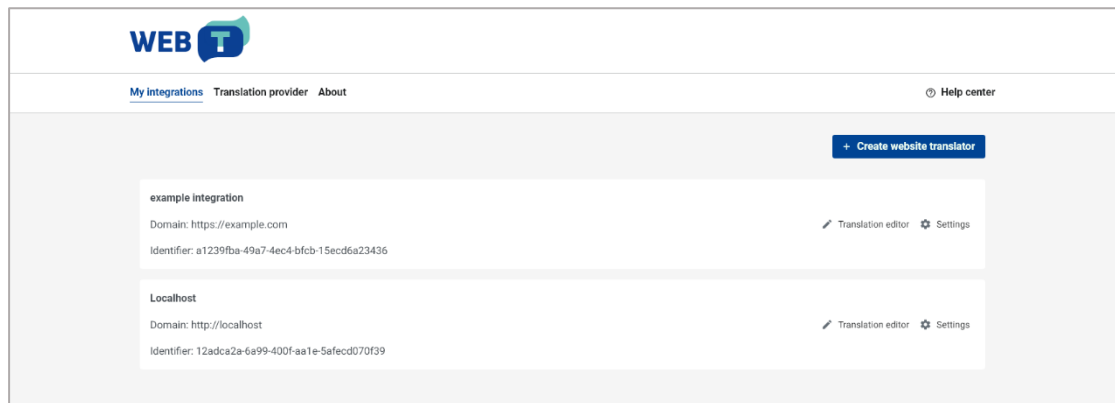 WEB T
My integrations Translation provider About Help center
+ Create website translator
example integration
Domain: https://example.com
Translation editor Settings
Identifier: a1239fba-49a7-4ec4-bfcb-15ecd6a23436
Localhost
Domain: http://localhost
Translation editor Settings
Identifier: 12adca2a-6a99-400f-aa1e-5afecd070f39